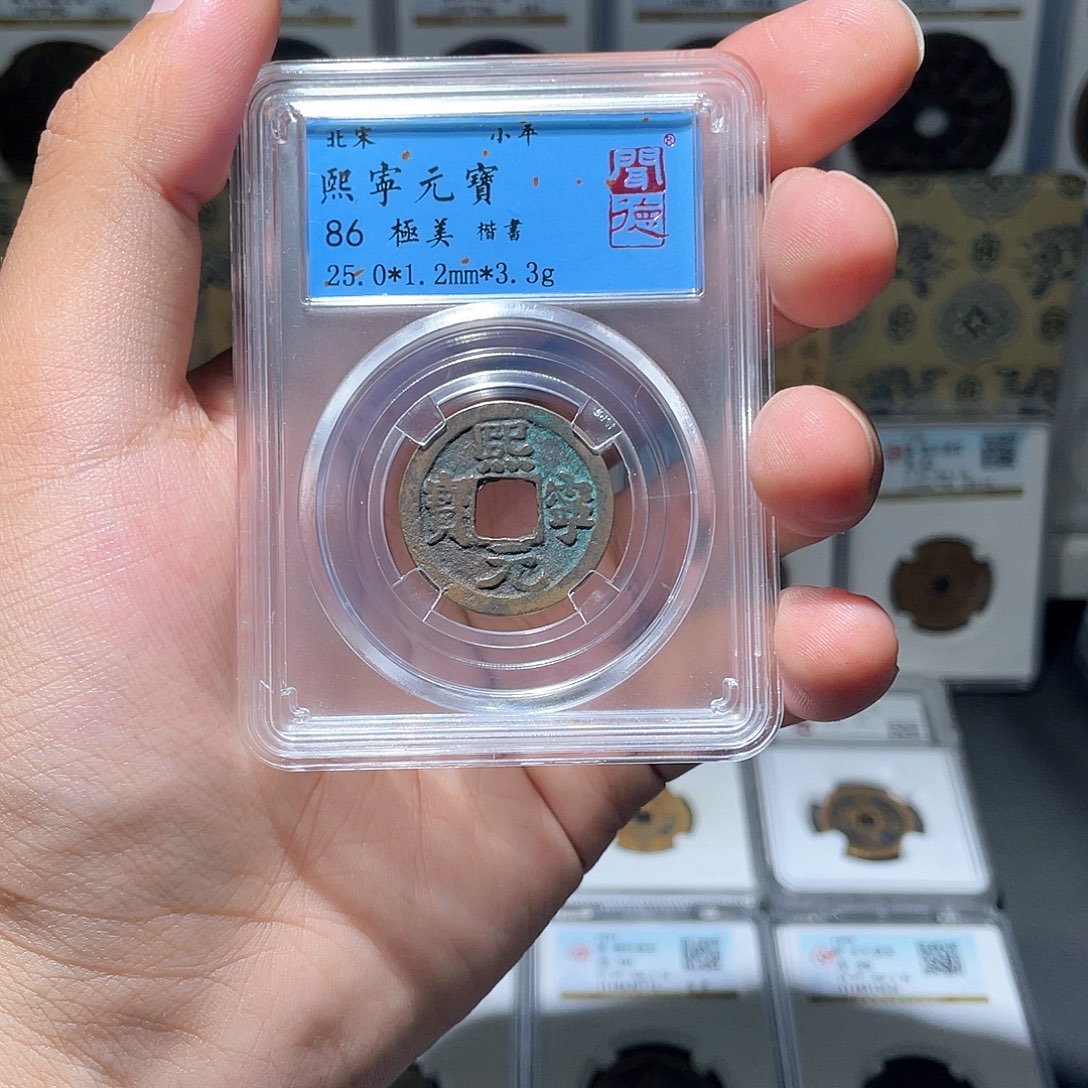 北宋 小平
熙寧元寶
86 極美 楷書
25.0*1.2mm*3.3g
聞德
®
熙寧元寶